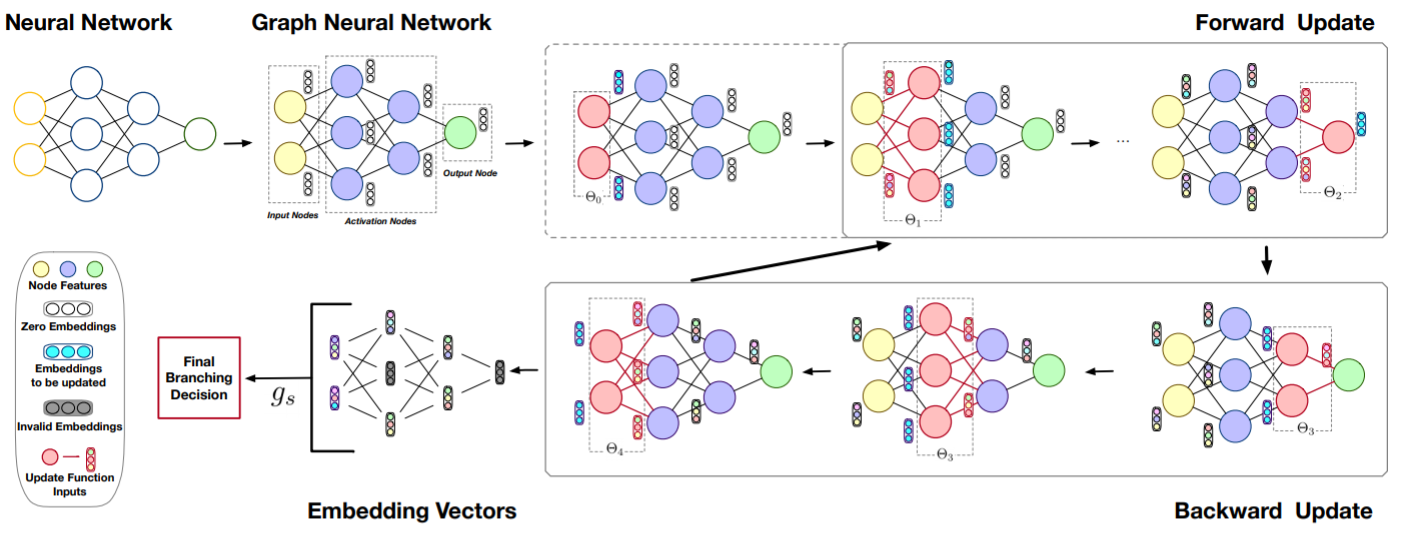 Neural Network
Graph Neural Network
Forward Update
Input Nodes
Activation Nodes
Output Node
Θ0
Θ1
...
Θ2
Node Features
Zero Embeddings
Embeddings
to be updated
Invalid Embeddings
Update Function
Inputs
Final
Branching
Decision
gs
Θ4
Θ3
Θ3
Embedding Vectors
Backward Update